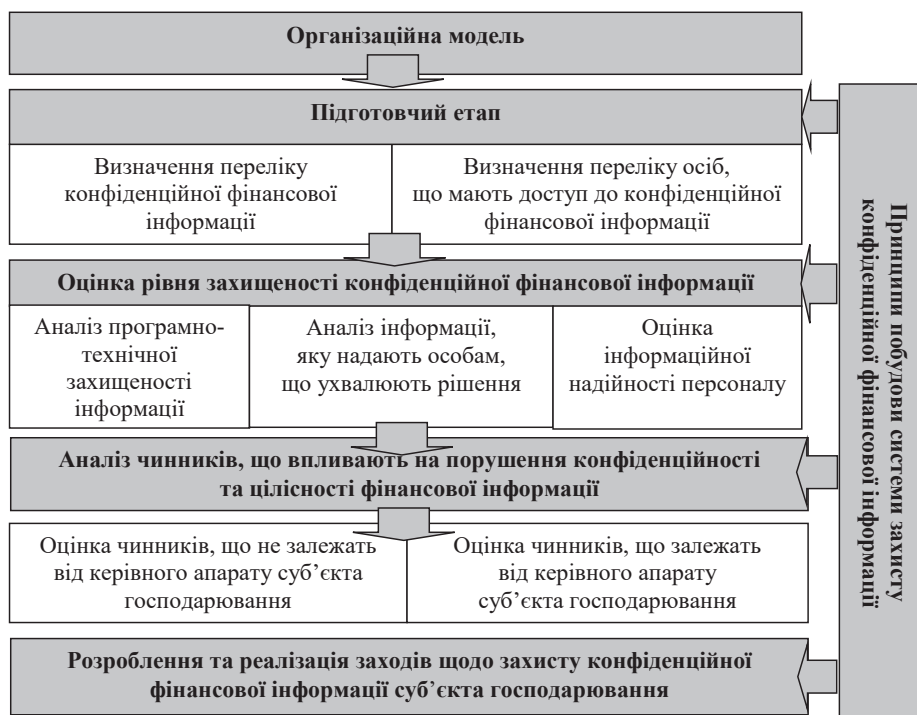 Організаційна модель
Підготовчий етап
Визначення переліку
конфіденційної фінансової
інформації
Визначення переліку осіб,
що мають доступ до конфіденційної
фінансової інформації
Оцінка рівня захищеності конфіденційної фінансової інформації
Аналіз програмно-
технічної
захищеності
інформації
Аналіз інформації,
яку надають особам,
що ухвалюють рішення
Оцінка
інформаційної
надійності персоналу
Аналіз чинників, що впливають на порушення конфіденційності
та цілісності фінансової інформації
Оцінка чинників, що не залежать
від керівного апарату суб’єкта
господарювання
Оцінка чинників, що залежать
від керівного апарату
суб’єкта господарювання
Розроблення та реалізація заходів щодо захисту конфіденційної
фінансової інформації суб’єкта господарювання
Принципи побудови системи захисту
конфіденційної фінансової інформації